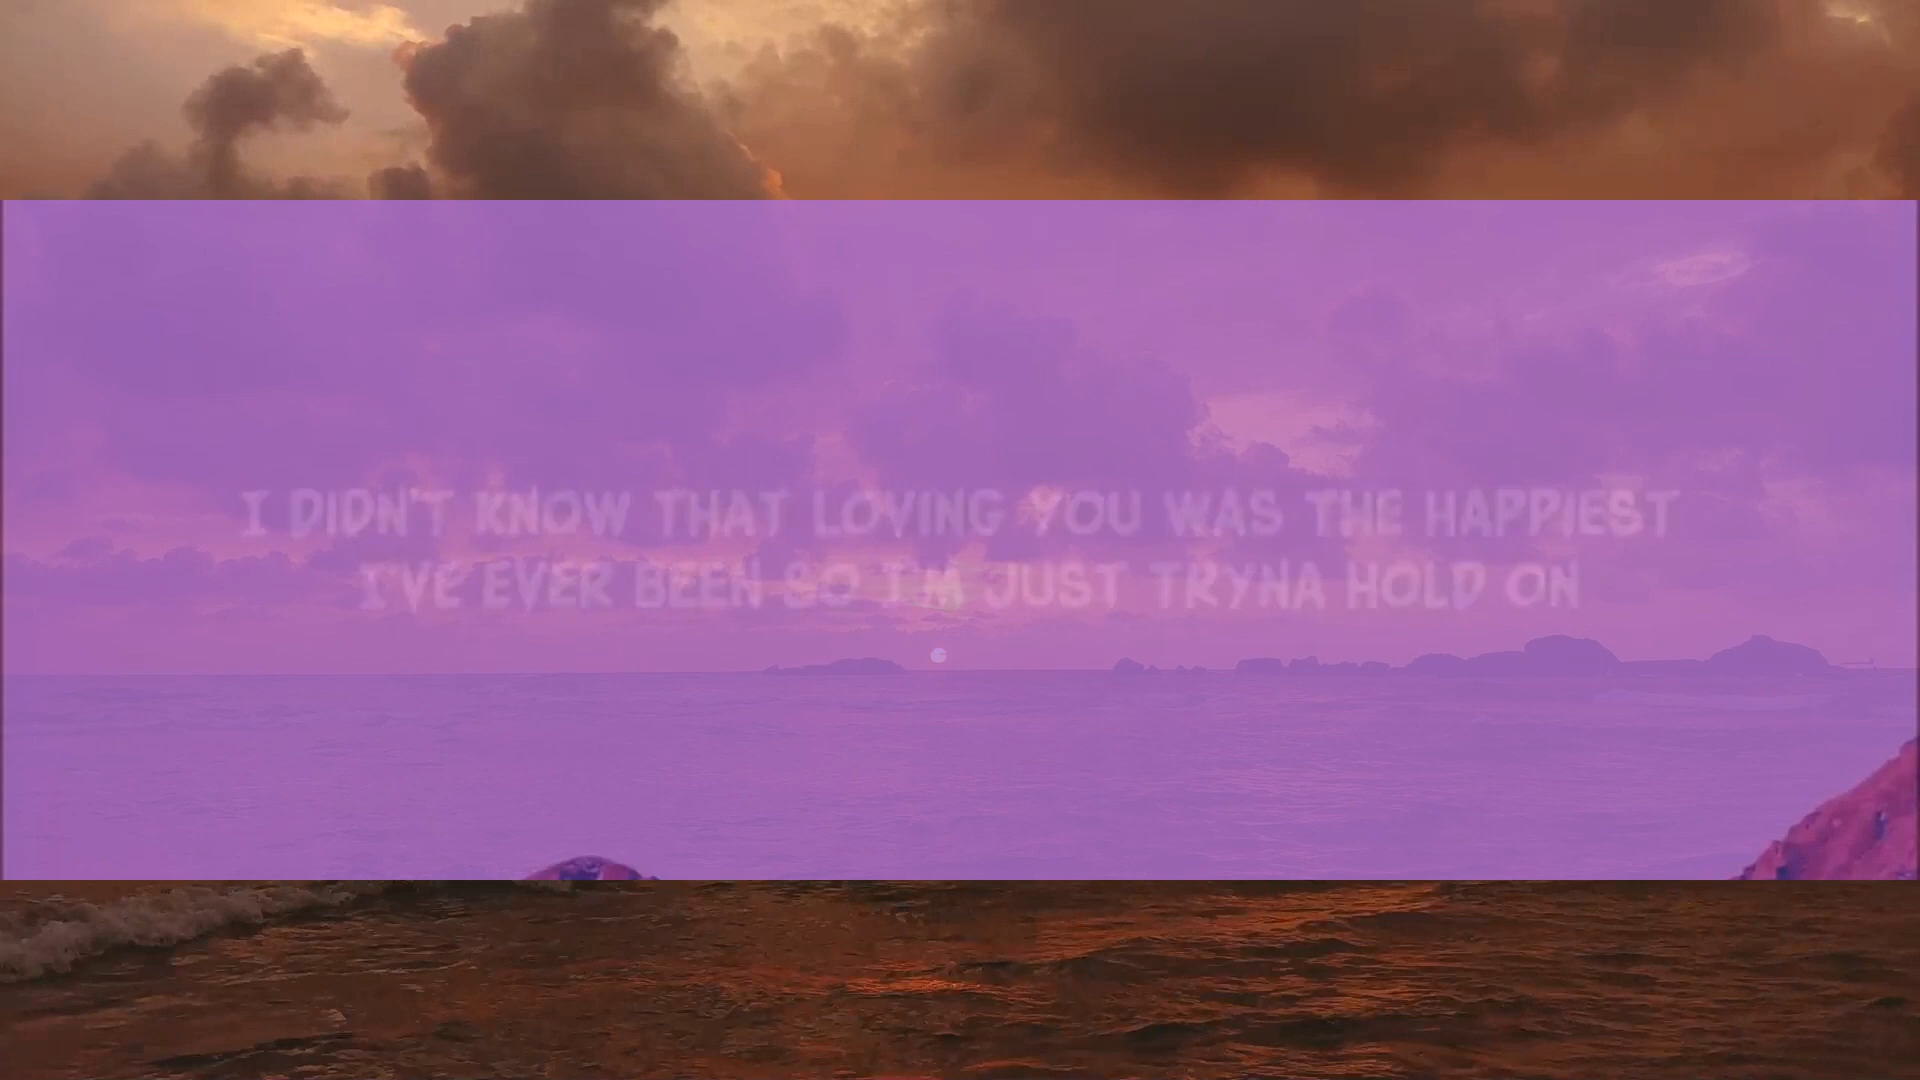 I DIDN'T KNOW THAT LOVING YOU WAS THE HAPPIEST
I'VE EVER BEEN SO I'M JUST TRYNA HOLD ON